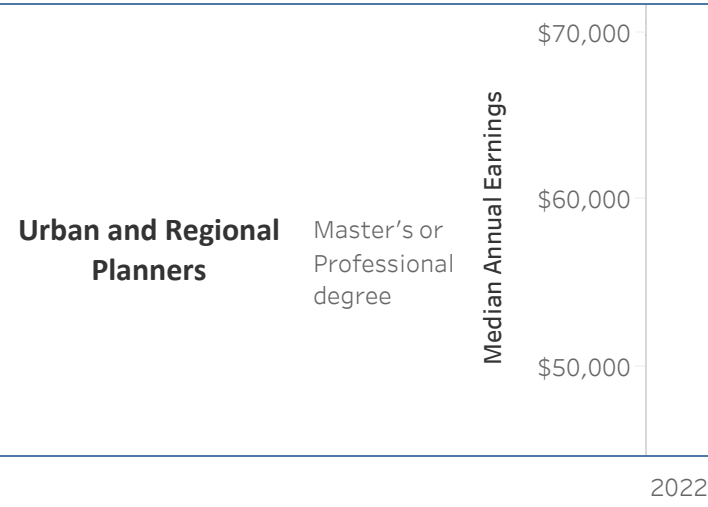 Urban and Regional
Planners
Master's or
Professional
degree
Median Annual Earnings
$70,000
$60,000
$50,000
2022